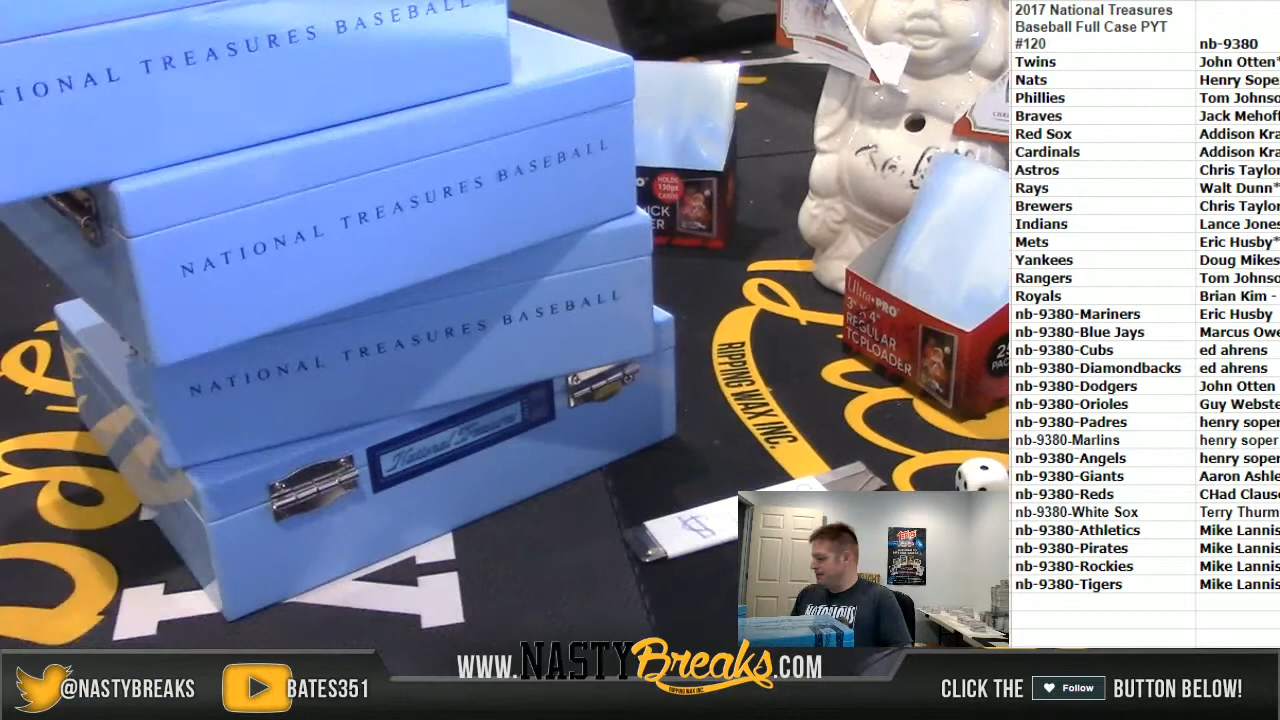 NATIONAL TREASURES BASEBALL
NATIONAL TREASURES BASEBALL
NATIONAL TREASURES BASEBALL
National Treasures
HOLDS
130pt
CARDS
Ultra PRO
3" X 4"
REGULAR
TOPLOADER
RIPPING WAX INC.
$
NOTORIOUS
2017 National Treasures
Baseball Full Case PYT
#120 nb-9380
Twins John Otten*
Nats Henry Sope
Phillies Tom Johnso
Braves Jack Mehoff
Red Sox Addison Kra
Cardinals Addison Kra
Astros Chris Taylor
Rays Walt Dunn*
Brewers Chris Taylor
Indians Lance Jones
Mets Eric Husby*
Yankees Doug Mikes
Rangers Tom Johnso
Royals Brian Kim -
nb-9380-Mariners Eric Husby
nb-9380-Blue Jays Marcus Owe
nb-9380-Cubs ed ahrens
nb-9380-Diamondbacks ed ahrens
nb-9380-Dodgers John Otten
nb-9380-Orioles Guy Webste
nb-9380-Padres henry soper
nb-9380-Marlins henry soper
nb-9380-Angels henry soper
nb-9380-Giants Aaron Ashle
nb-9380-Reds CHad Clause
nb-9380-White Sox Terry Thurm
nb-9380-Athletics Mike Lannis
nb-9380-Pirates Mike Lannis
nb-9380-Rockies Mike Lannis
nb-9380-Tigers Mike Lannis
@NASTYBREAKS
BATES351
WWW.NASTYBreaks.COM
RIPPING WAX INC.
CLICK THE Follow BUTTON BELOW!